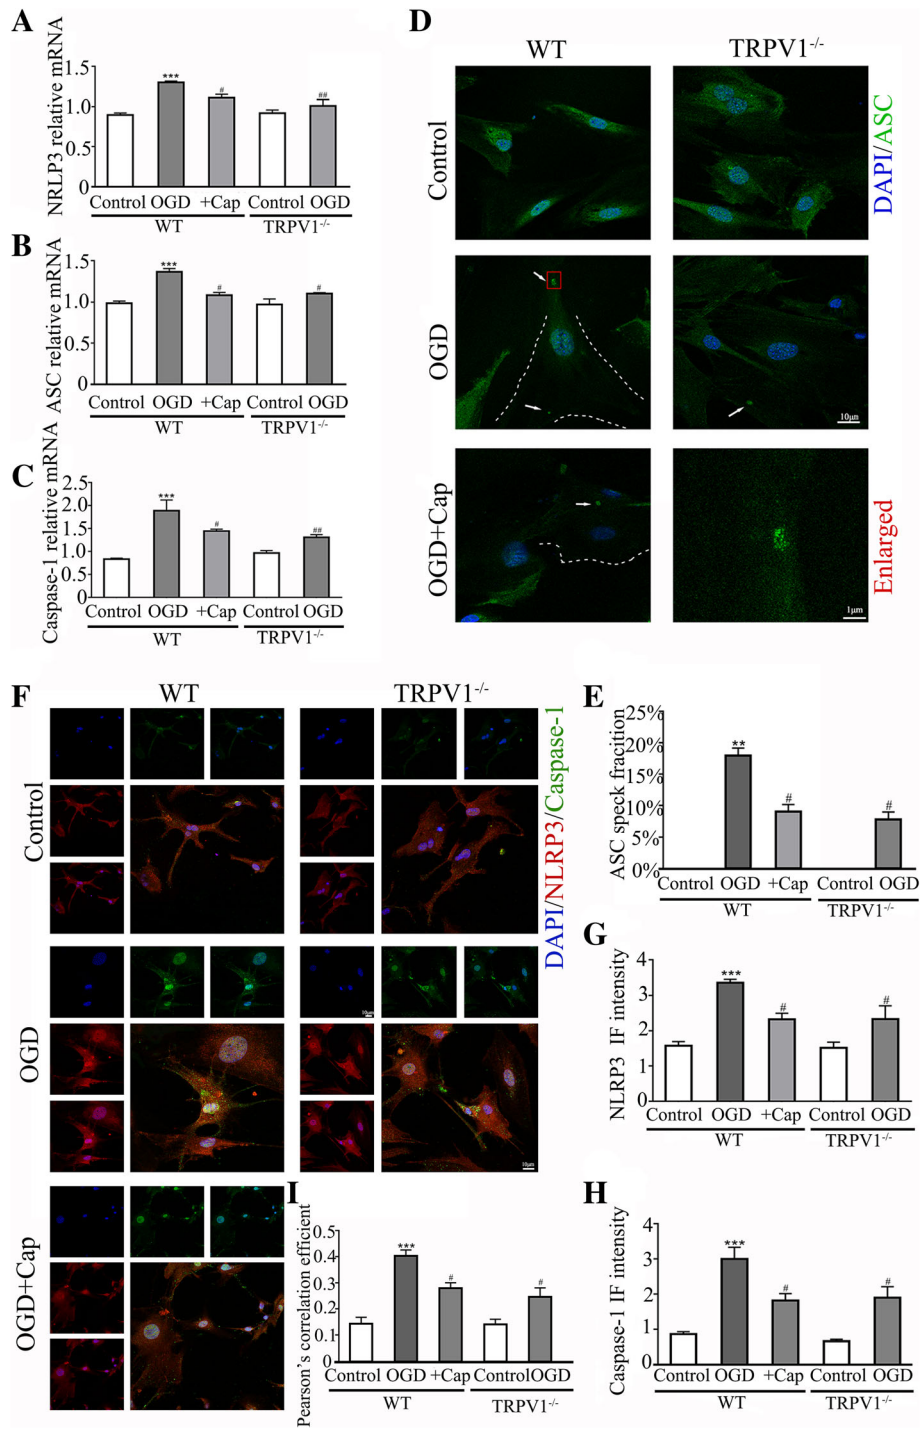 A
NRLP3 relative mRNA
1.5
1.0
0.5
0
***
#
##
Control OGD +Cap Control OGD
WT TRPV1-/-
B
ASC relative mRNA
1.5
1.0
0.5
0
***
#
#
Control OGD +Cap Control OGD
WT TRPV1-/-
C
Caspase-1 relative mRNA
2.5
2.0
1.5
1.0
0.5
0
***
#
##
Control OGD +Cap Control OGD
WT TRPV1-/-
D
WT TRPV1-/-
Control
OGD
OGD+Cap
DAPI/ASC
10μm
Enlarged
1μm
F
WT TRPV1-/-
Control
OGD
OGD+Cap
DAPI/NLRP3/Caspase-1
10μm
10μm
E
ASC speck fracition
25%
20%
15%
10%
5%
0%
**
#
#
Control OGD +Cap Control OGD
WT TRPV1-/-
G
NLRP3 IF intensity
4
3
2
1
0
***
#
#
Control OGD +Cap Control OGD
WT TRPV1-/-
I
Pearson's correlation efficient
0.5
0.4
0.3
0.2
0.1
0
***
#
#
Control OGD +Cap Control OGD
WT TRPV1-/-
H
Caspase-1 IF intensity
4
3
2
1
0
***
#
#
Control OGD +Cap Control OGD
WT TRPV1-/-